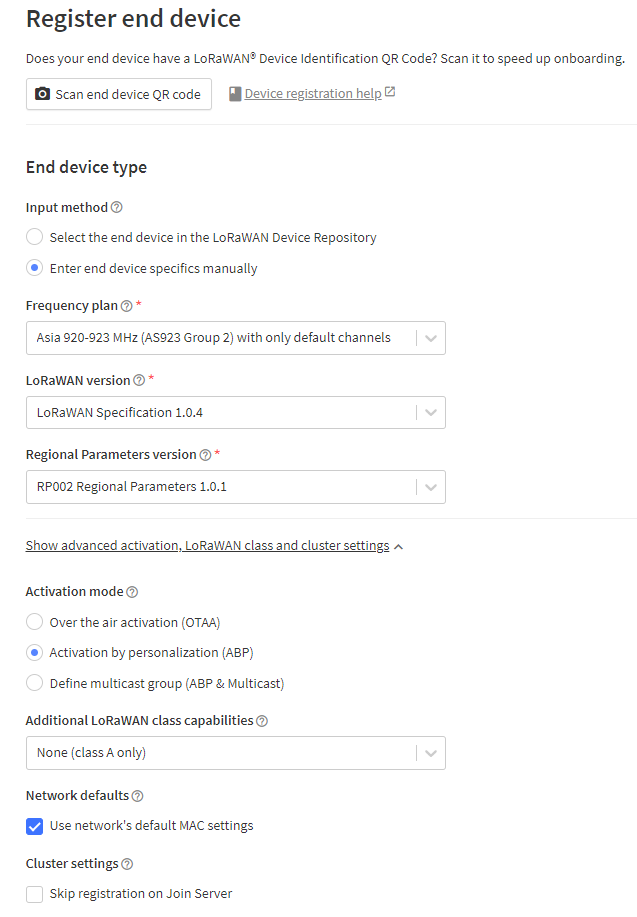 Register end device
Does your end device have a LoRaWAN® Device Identification QR Code? Scan it to speed up onboarding.
Scan end device QR code
Device registration help
End device type
Input method
Select the end device in the LoRaWAN Device Repository
Enter end device specifics manually
Frequency plan *
Asia 920-923 MHz (AS923 Group 2) with only default channels
LoRaWAN version *
LoRaWAN Specification 1.0.4
Regional Parameters version *
RP002 Regional Parameters 1.0.1
Show advanced activation, LoRaWAN class and cluster settings
Activation mode
Over the air activation (OTAA)
Activation by personalization (ABP)
Define multicast group (ABP & Multicast)
Additional LoRaWAN class capabilities
None (class A only)
Network defaults
Use network's default MAC settings
Cluster settings
Skip registration on Join Server